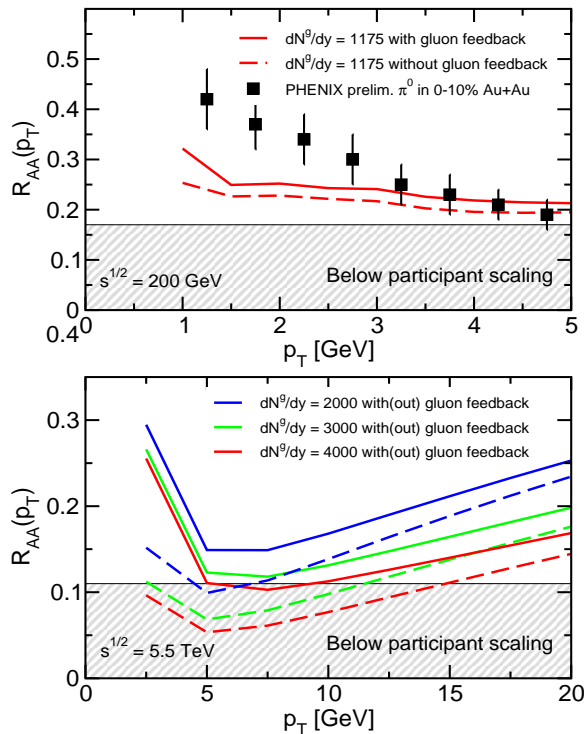 dN^g/dy = 1175 with gluon feedback
dN^g/dy = 1175 without gluon feedback
PHENIX prelim. π^0 in 0-10% Au+Au
0.5
0.4
0.3
0.2
0.1
0
R_AA(p_T)
s^1/2 = 200 GeV
Below participant scaling
0 1 2 3 4 5
p_T [GeV]
0.4
dN^g/dy = 2000 with(out) gluon feedback
dN^g/dy = 3000 with(out) gluon feedback
dN^g/dy = 4000 with(out) gluon feedback
0.3
0.2
0.1
0
R_AA(p_T)
s^1/2 = 5.5 TeV
Below participant scaling
0 5 10 15 20
p_T [GeV]